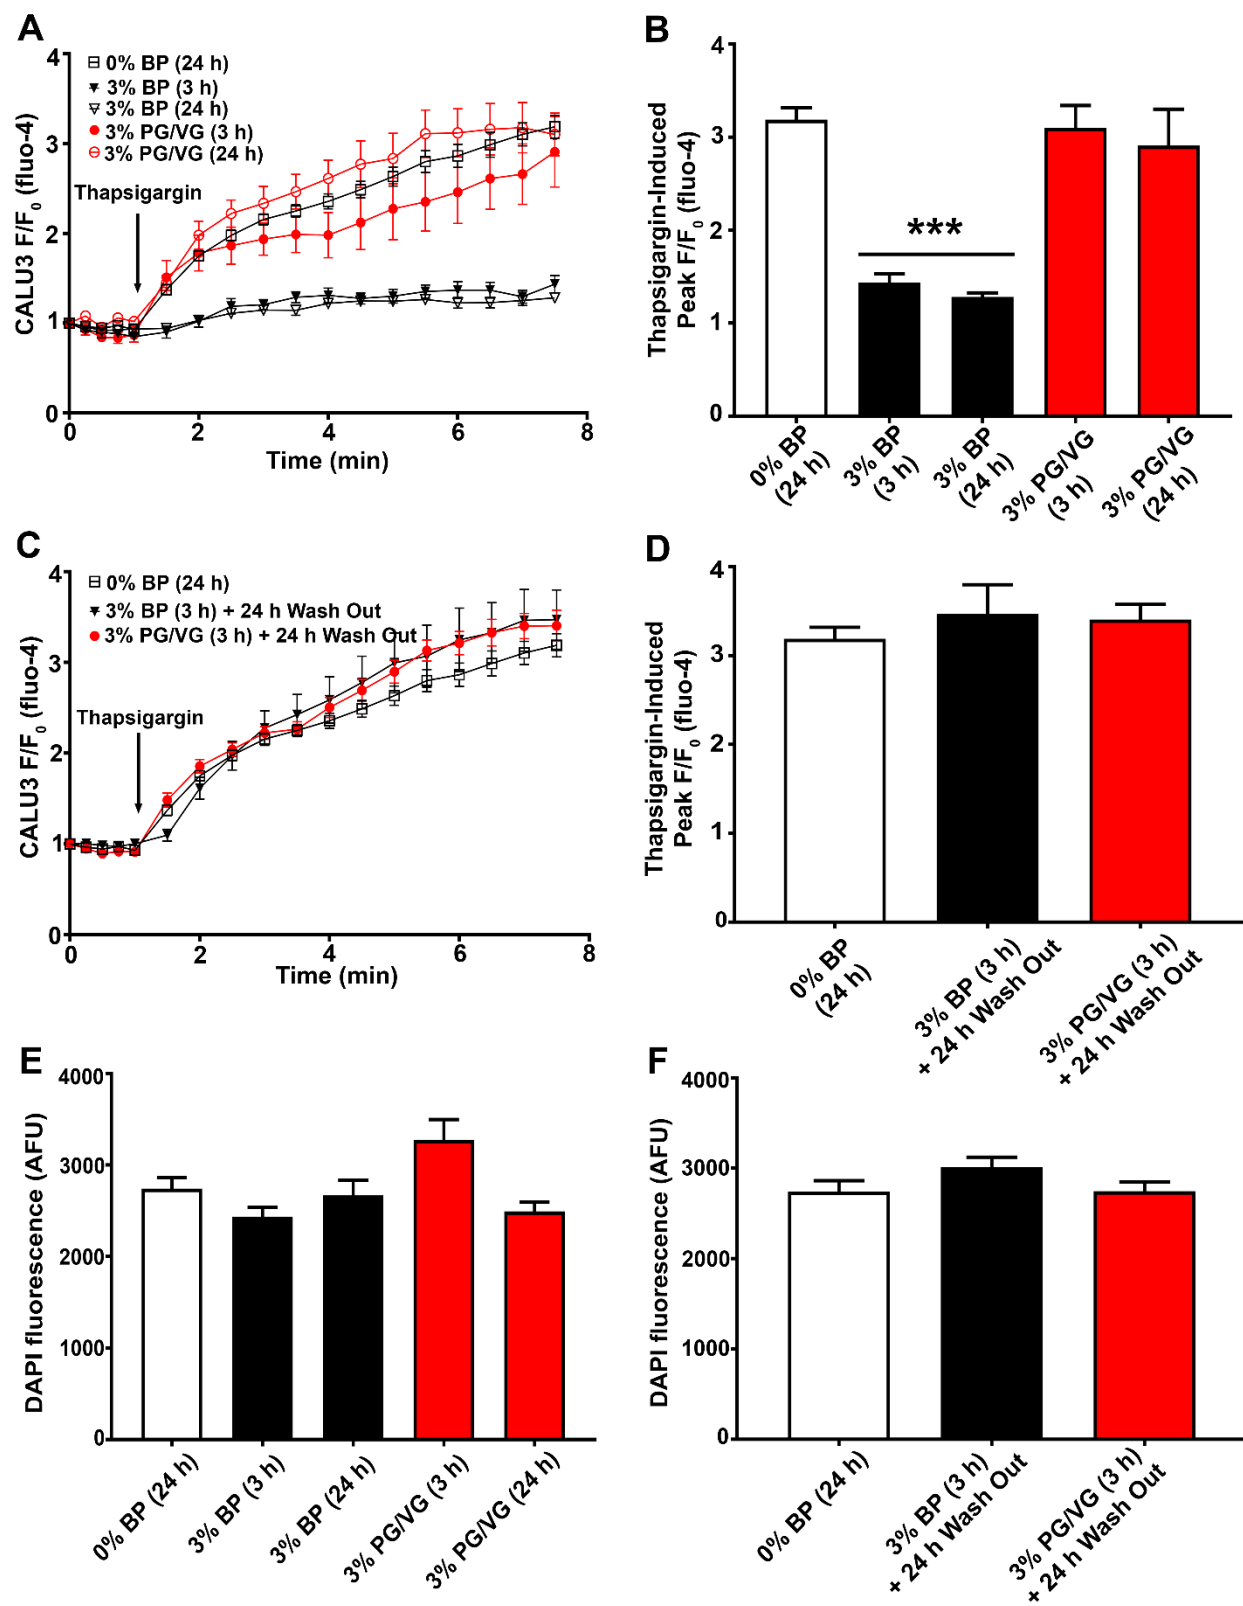 A
CALU3 F/F0 (fluo-4)
4
3
2
1
0
0% BP (24 h)
3% BP (3 h)
3% BP (24 h)
3% PG/VG (3 h)
3% PG/VG (24 h)
Thapsigargin
0 2 4 6 8
Time (min)
B
Thapsigargin-Induced
Peak F/F0 (fluo-4)
4
3
2
1
0
***
0% BP
(24 h)
3% BP
(3 h)
3% BP
(24 h)
3% PG/VG
(3 h)
3% PG/VG
(24 h)
C
CALU3 F/F0 (fluo-4)
4
3
2
1
0
0% BP (24 h)
3% BP (3 h) + 24 h Wash Out
3% PG/VG (3 h) + 24 h Wash Out
Thapsigargin
0 2 4 6 8
Time (min)
D
Thapsigargin-Induced
Peak F/F0 (fluo-4)
4
3
2
1
0
0% BP
(24 h)
3% BP (3 h)
+ 24 h Wash Out
3% PG/VG (3 h)
+ 24 h Wash Out
E
DAPI fluorescence (AFU)
4000
3000
2000
1000
0
0% BP (24 h)
3% BP (3 h)
3% BP (24 h)
3% PG/VG (3 h)
3% PG/VG (24 h)
F
DAPI fluorescence (AFU)
4000
3000
2000
1000
0
0% BP (24 h)
3% BP (3 h)
+ 24 h Wash Out
3% PG/VG (3 h)
+ 24 h Wash Out